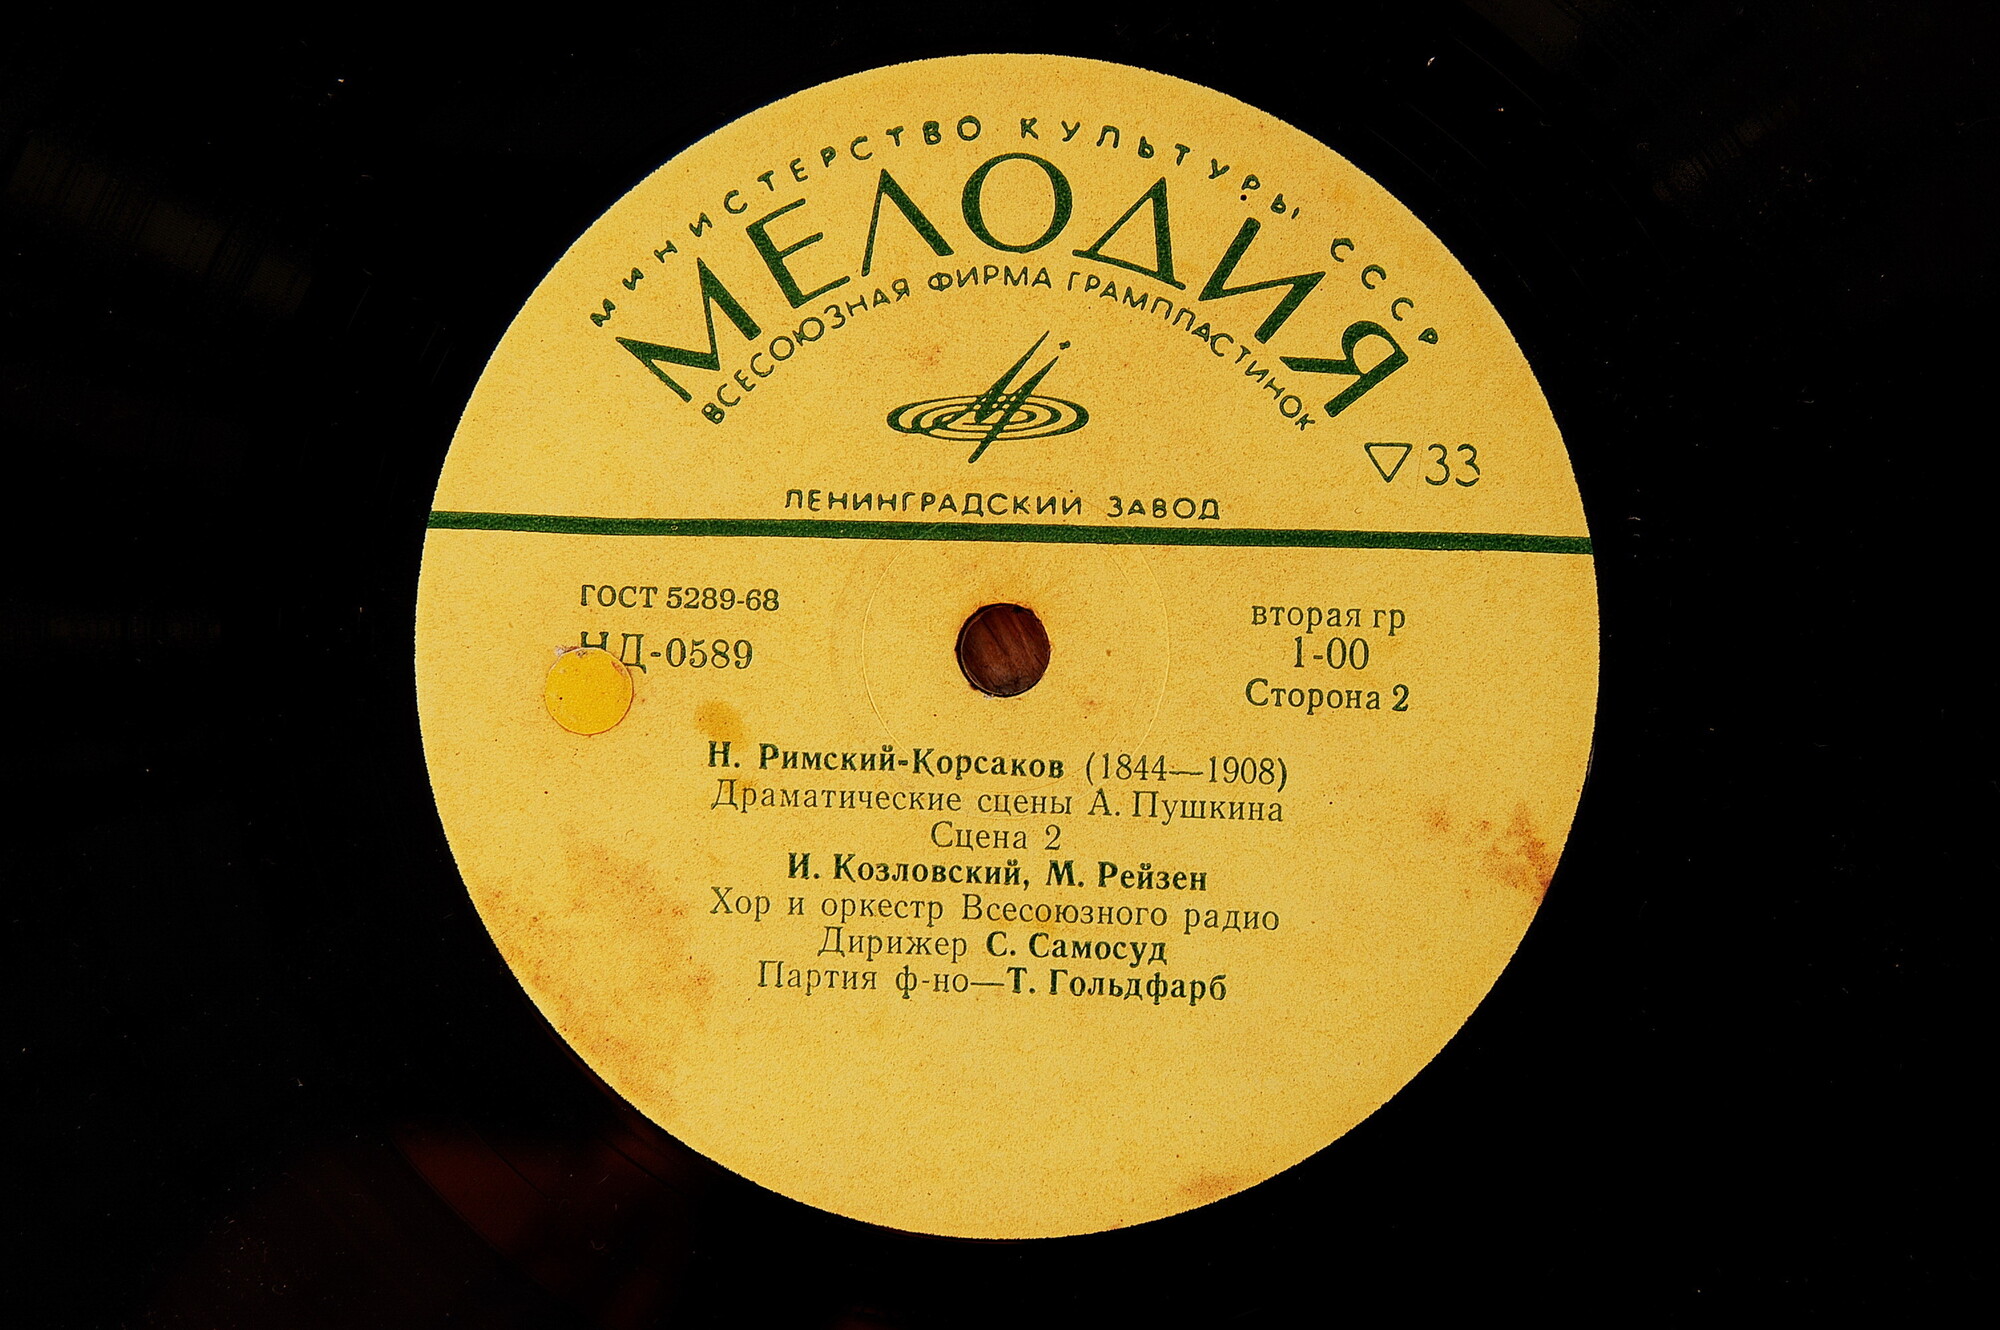 МИНИСТЕРСТВО КУЛЬТУРЫ СССР
МЕЛОДИЯ
ВСЕСОЮЗНАЯ ФИРМА ГРАМПЛАСТИНОК
▽33
ЛЕНИНГРАДСКИЙ ЗАВОД
ГОСТ 5289-68
НД-0589
вторая гр
1-00
Сторона 2
Н. Римский-Корсаков (1844—1908)
Драматические сцены А. Пушкина
Сцена 2
И. Козловский, М. Рейзен
Хор и оркестр Всесоюзного радио
Дирижер С. Самосуд
Партия ф-но—Т. Гольдфарб